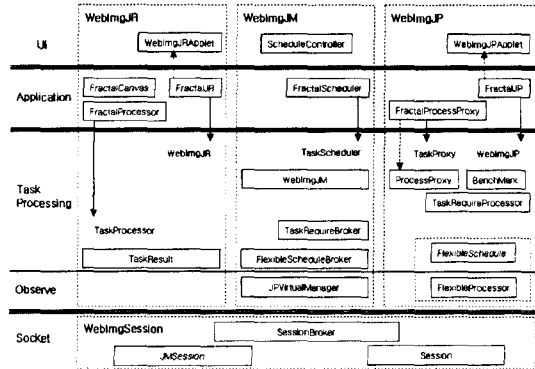 WebImgJR WebImgJM WebImgJP
UI WebImgJRApplet ScheduleController WebImgJPApplet
Application FractalCanvas FractalJR FractalScheduler FractalJP
FractalProcessor FractalProcessProxy
WebImgJR TaskScheduler TaskProxy WebImgJP
Task Processing WebImgJM ProcessProxy BenchMark
TaskRequireProcessor
TaskProcessor TaskRequireBroker
TaskResult FlexibleScheduleBroker FlexibleSchedule
Observe JPVirtualManager FlexibleProcessor
Socket WebImgSession SessionBroker
JMSession Session